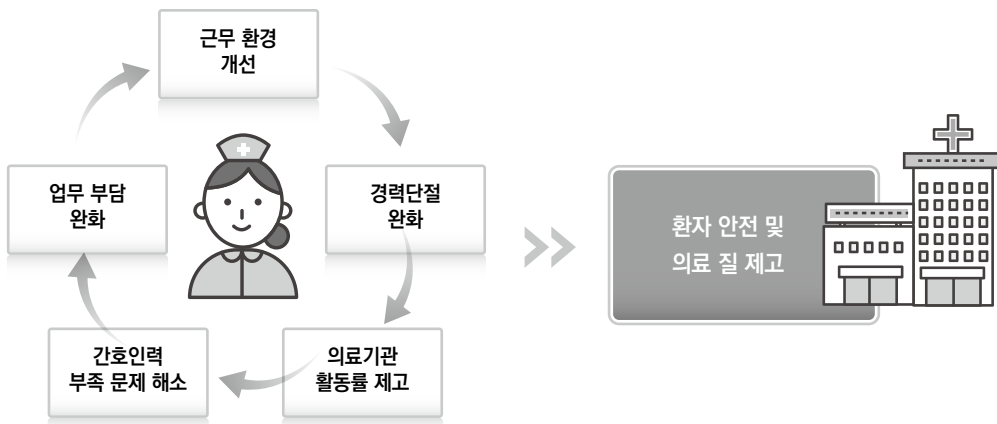 근무 환경
개선
경력단절
완화
의료기관
활동률 제고
간호인력
부족 문제 해소
업무 부담
완화
환자 안전 및
의료 질 제고